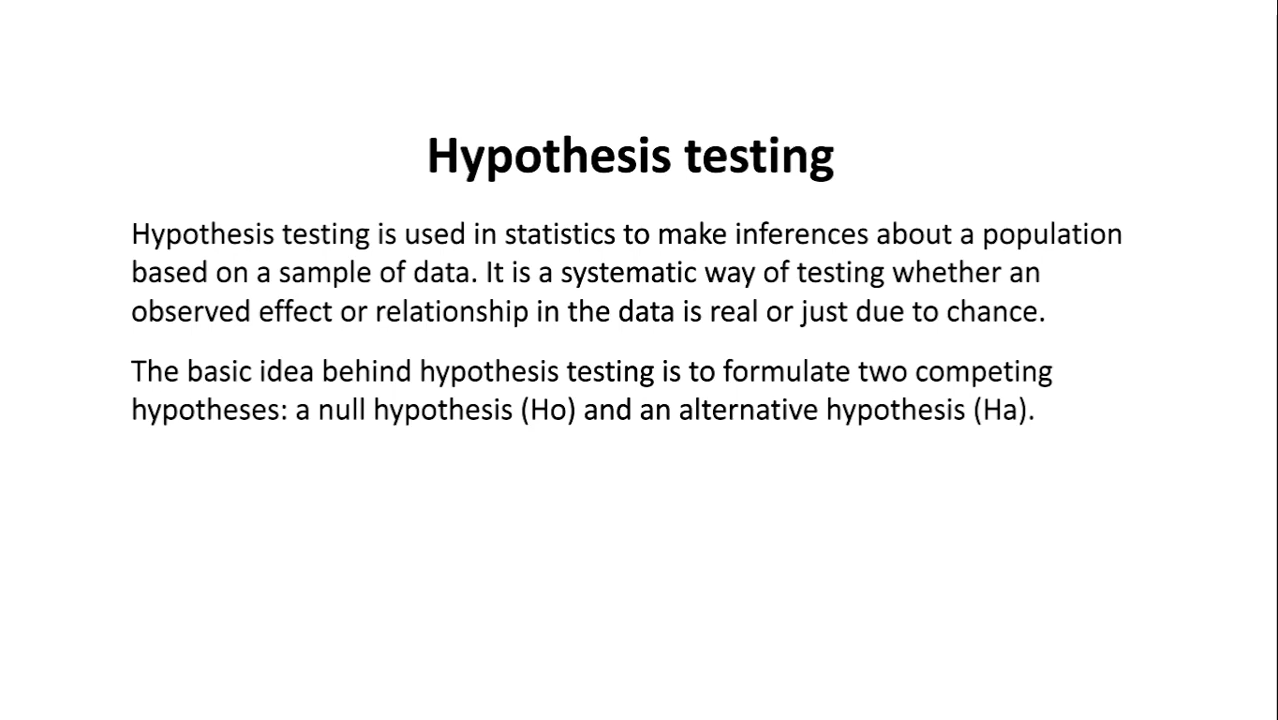 Hypothesis testing
Hypothesis testing is used in statistics to make inferences about a population
based on a sample of data. It is a systematic way of testing whether an
observed effect or relationship in the data is real or just due to chance.
The basic idea behind hypothesis testing is to formulate two competing
hypotheses: a null hypothesis (Ho) and an alternative hypothesis (Ha).